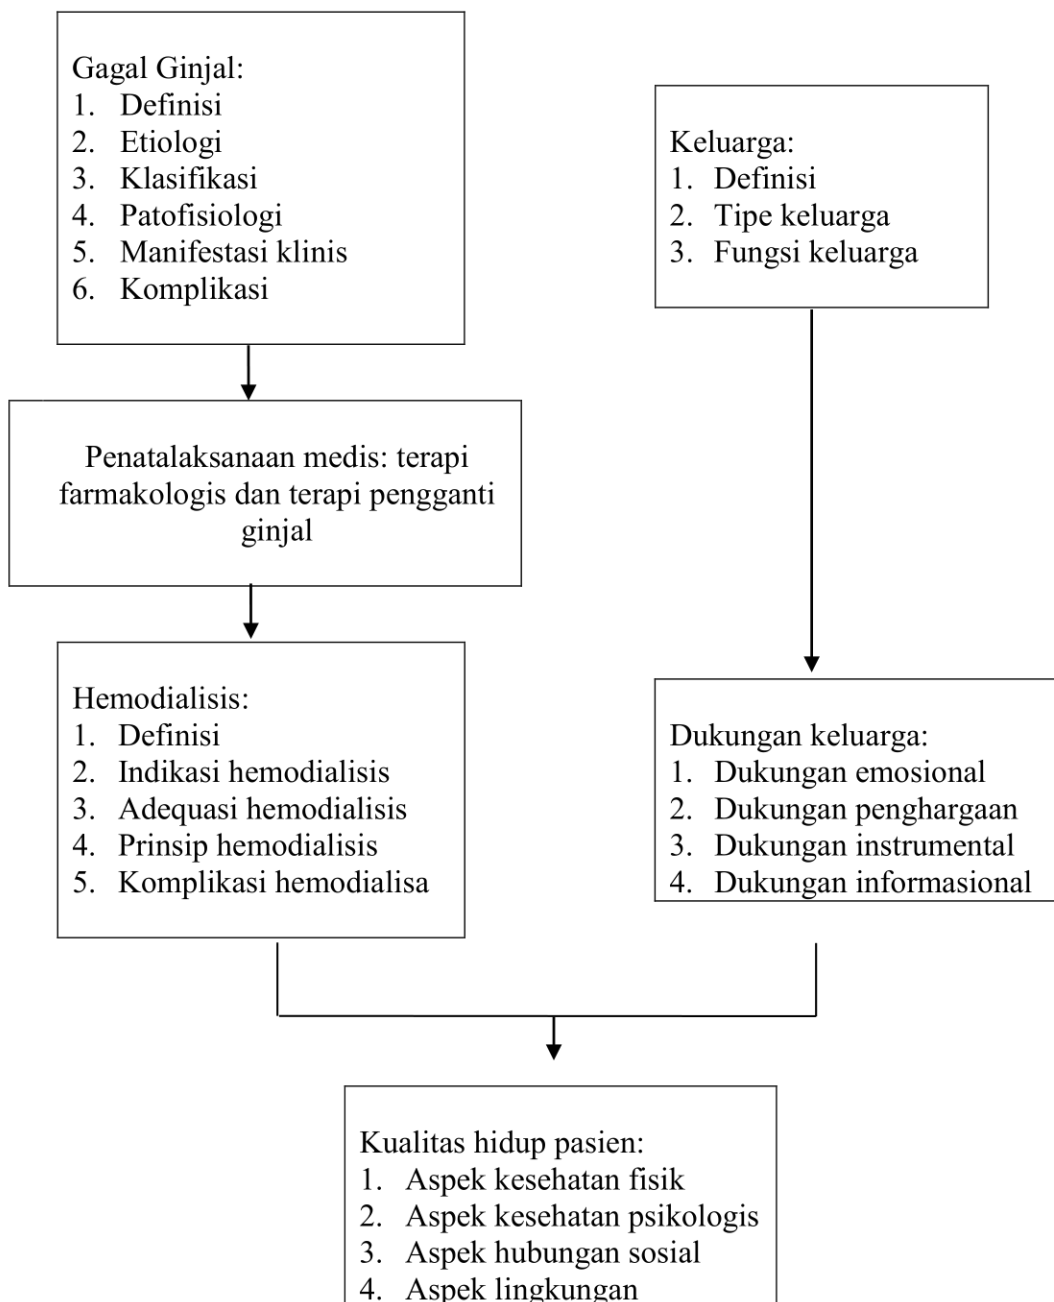 Gagal Ginjal:
1. Definisi
2. Etiologi
3. Klasifikasi
4. Patofisiologi
5. Manifestasi klinis
6. Komplikasi
Keluarga:
1. Definisi
2. Tipe keluarga
3. Fungsi keluarga
Penatalaksanaan medis: terapi
farmakologis dan terapi pengganti
ginjal
Hemodialisis:
1. Definisi
2. Indikasi hemodialisis
3. Adequasi hemodialisis
4. Prinsip hemodialisis
5. Komplikasi hemodialisa
Dukungan keluarga:
1. Dukungan emosional
2. Dukungan penghargaan
3. Dukungan instrumental
4. Dukungan informasional
Kualitas hidup pasien:
1. Aspek kesehatan fisik
2. Aspek kesehatan psikologis
3. Aspek hubungan sosial
4. Aspek lingkungan